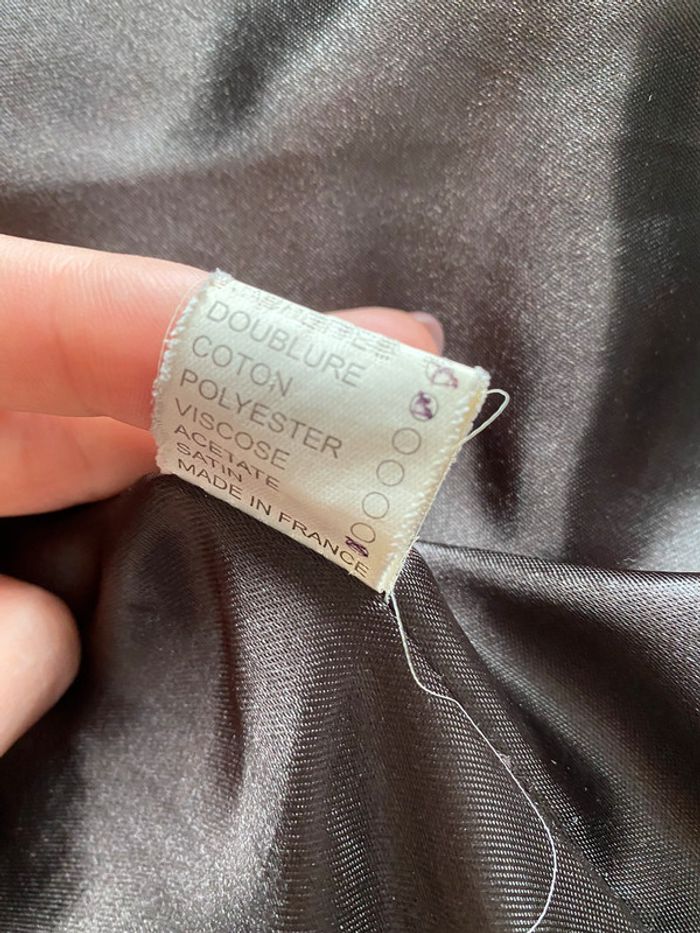 DOUBLURE
COTON
POLYESTER
VISCOSE
ACETATE
SATIN
MADE IN FRANCE